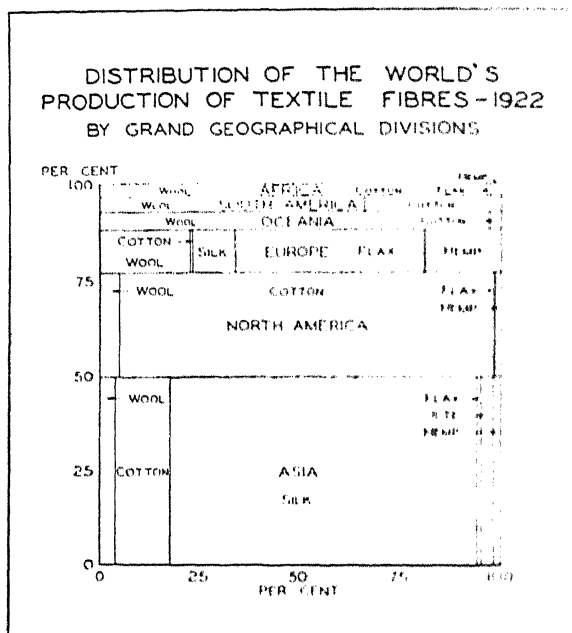 DISTRIBUTION OF THE WORLD'S
PRODUCTION OF TEXTILE FIBRES-1922
BY GRAND GEOGRAPHICAL DIVISIONS
PER CENT
HEMP
100
WOOL AFRICA COTTON FLAX
WOOL SOUTH AMERICA COTTON
WOOL OCEANIA COTTON
COTTON
WOOL SILK EUROPE FLAX HEMP
75
WOOL COTTON FLAX
HEMP
NORTH AMERICA
50
WOOL FLAX
JUTE
HEMP
25 COTTON ASIA
SILK
0
0 25 50 75 100
PER CENT